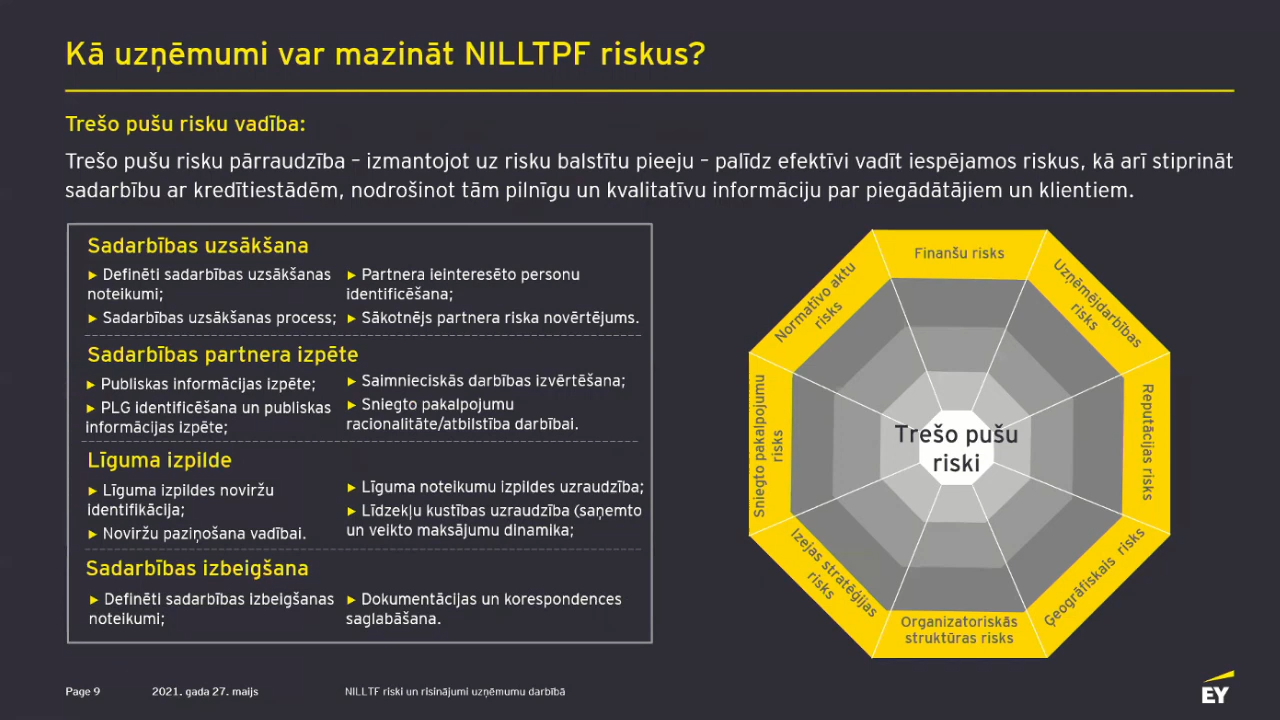 Kā uzņēmumi var mazināt NILLTPF riskus?
Trešo pušu risku vadība:
Trešo pušu risku pārraudzība – izmantojot uz risku balstītu pieeju – palīdz efektīvi vadīt iespējamos riskus, kā arī stiprināt
sadarbību ar kredītiestādēm, nodrošinot tām pilnīgu un kvalitatīvu informāciju par piegādātājiem un klientiem.
Sadarbības uzsākšana
► Definēti sadarbības uzsākšanas
noteikumi;
► Sadarbības uzsākšanas process;
► Partnera ieinteresēto personu
identificēšana;
► Sākotnējs partnera riska novērtējums.
Sadarbības partnera izpēte
► Publiskas informācijas izpēte;
► PLG identificēšana un publiskas
informācijas izpēte;
► Saimnieciskās darbības izvērtēšana;
► Sniegto pakalpojumu
racionalitāte/atbilstība darbībai.
Līguma izpilde
► Līguma izpildes noviržu
identifikācija;
► Noviržu paziņošana vadībai.
► Līguma noteikumu izpildes uzraudzība;
► Līdzekļu kustības uzraudzība (saņemto
un veikto maksājumu dinamika;
Sadarbības izbeigšana
► Definēti sadarbības izbeigšanas
noteikumi;
► Dokumentācijas un korespondences
saglabāšana.
Finanšu risks
Uzņēmējdarbības
risks
Reputācijas risks
Ģeogrāfiskais risks
Organizatoriskās
struktūras risks
Izejas stratēģijas
risks
Sniegto pakalpojumu
risks
Normatīvo aktu
risks
Trešo pušu
riski
Page 9
2021. gada 27. maijs
NILLTF riski un risinājumi uzņēmumu darbībā
EY